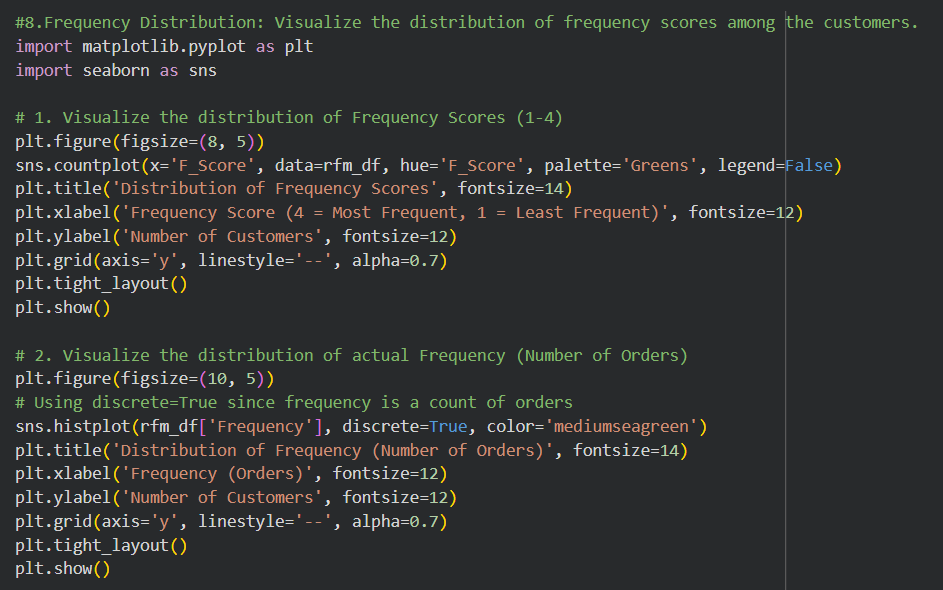 #8.Frequency Distribution: Visualize the distribution of frequency scores among the customers.
import matplotlib.pyplot as plt
import seaborn as sns

# 1. Visualize the distribution of Frequency Scores (1-4)
plt.figure(figsize=(8, 5))
sns.countplot(x='F_Score', data=rfm_df, hue='F_Score', palette='Greens', legend=False)
plt.title('Distribution of Frequency Scores', fontsize=14)
plt.xlabel('Frequency Score (4 = Most Frequent, 1 = Least Frequent)', fontsize=12)
plt.ylabel('Number of Customers', fontsize=12)
plt.grid(axis='y', linestyle='--', alpha=0.7)
plt.tight_layout()
plt.show()

# 2. Visualize the distribution of actual Frequency (Number of Orders)
plt.figure(figsize=(10, 5))
# Using discrete=True since frequency is a count of orders
sns.histplot(rfm_df['Frequency'], discrete=True, color='mediumseagreen')
plt.title('Distribution of Frequency (Number of Orders)', fontsize=14)
plt.xlabel('Frequency (Orders)', fontsize=12)
plt.ylabel('Number of Customers', fontsize=12)
plt.grid(axis='y', linestyle='--', alpha=0.7)
plt.tight_layout()
plt.show()